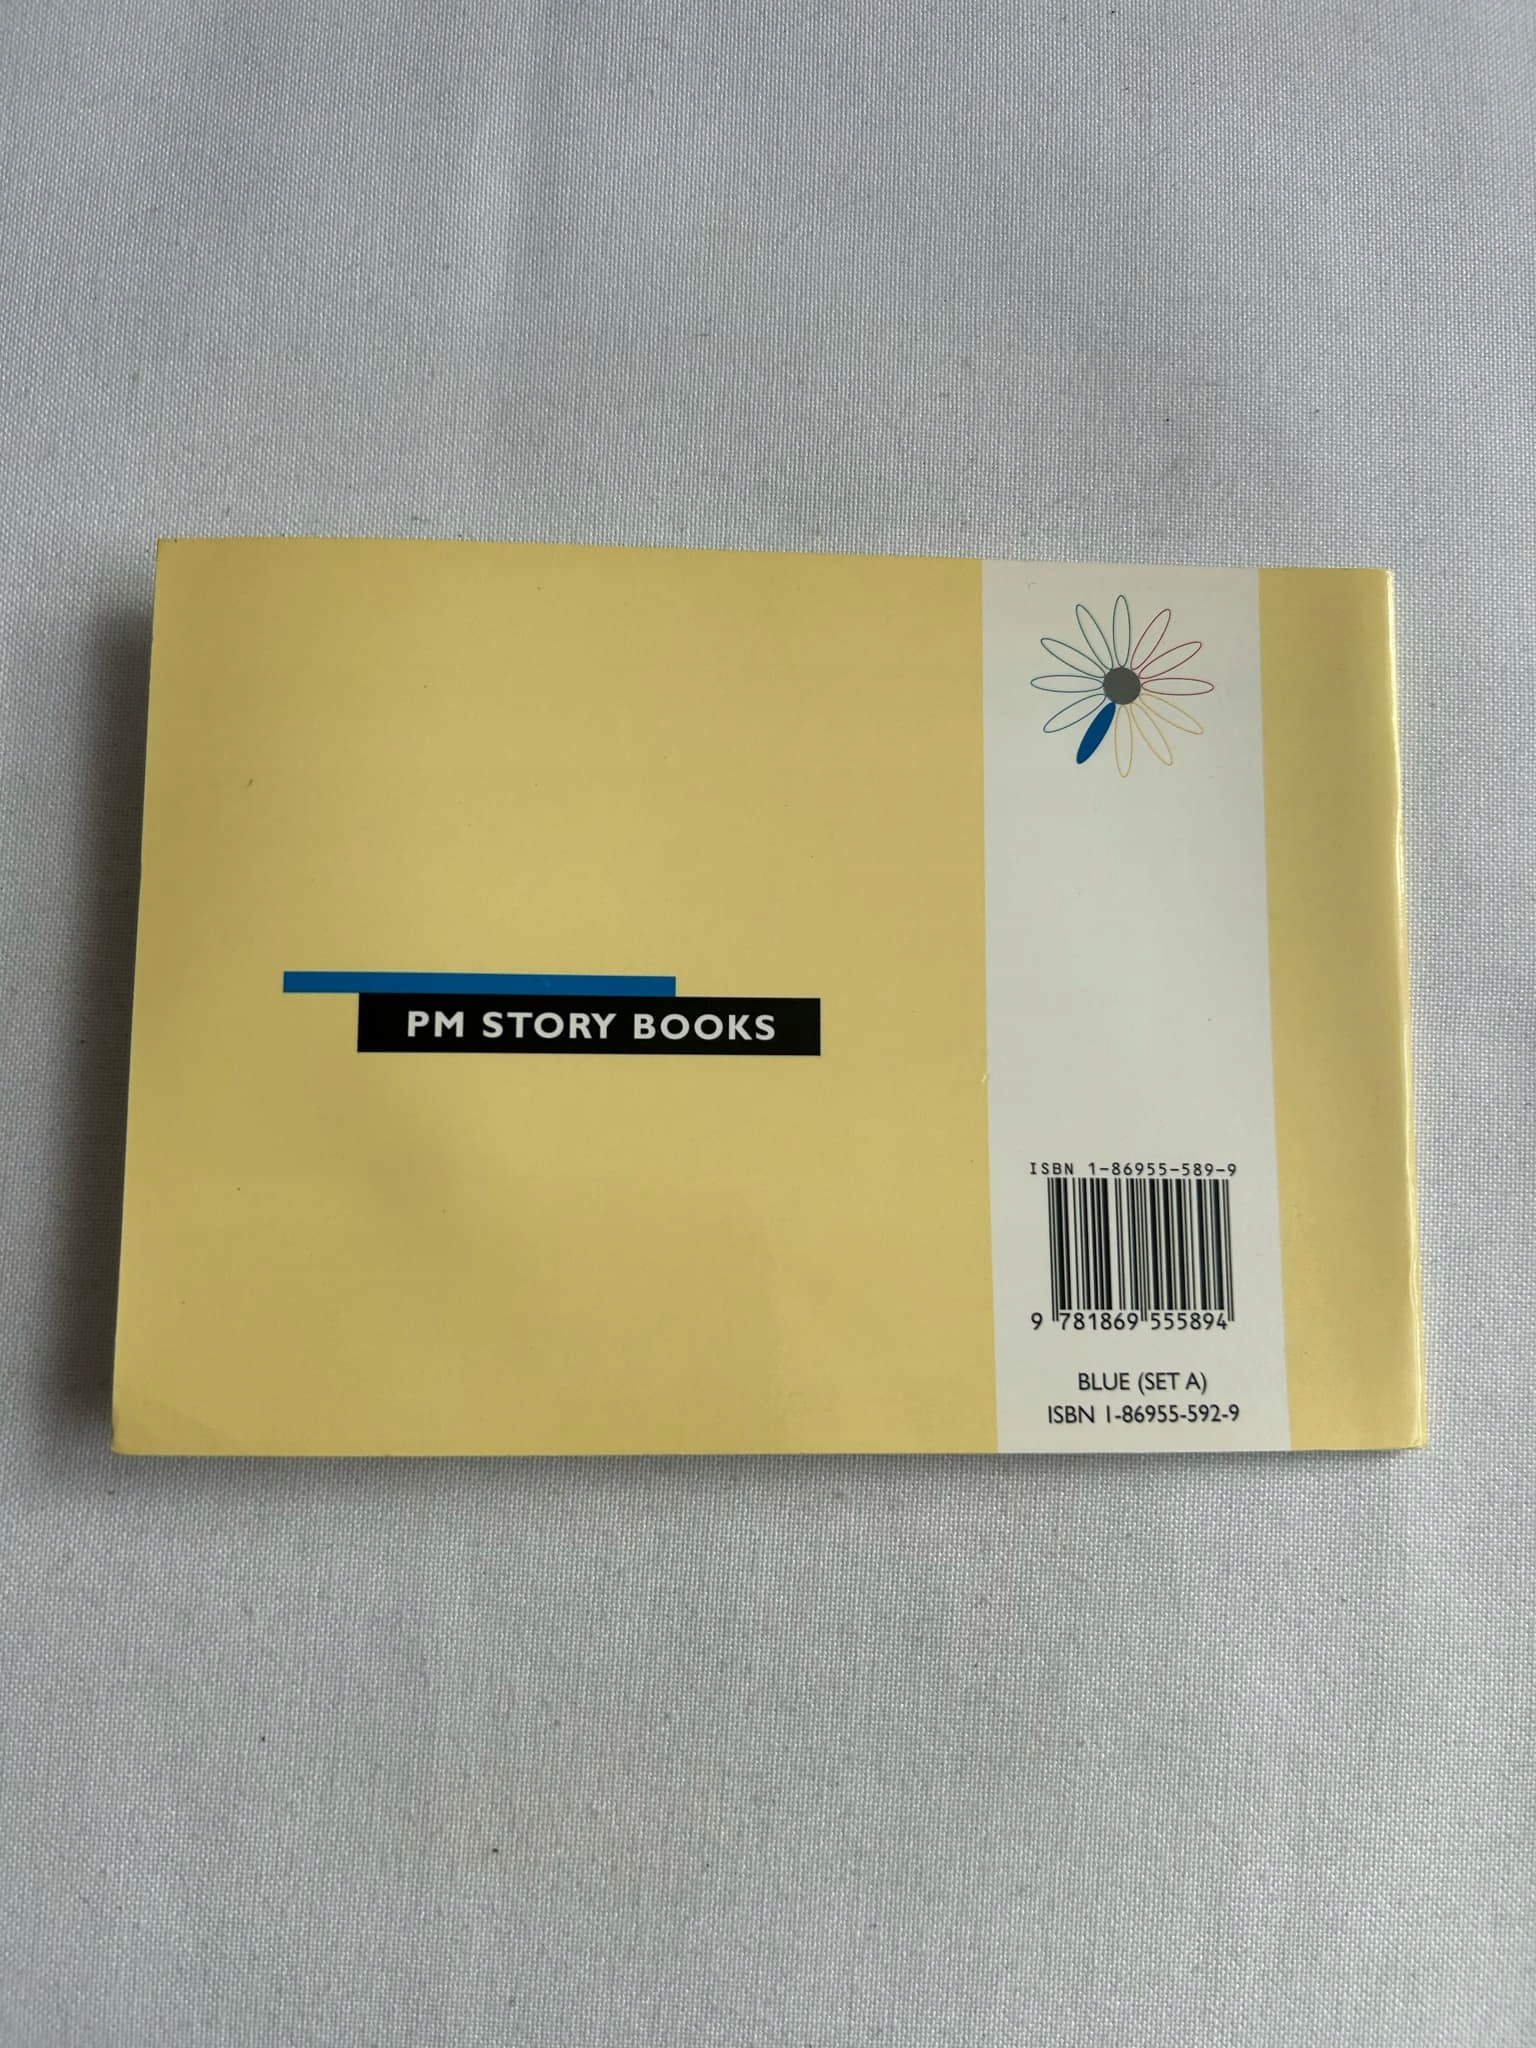 PM STORY BOOKS
ISBN 1-86955-589-9
9 781869 555894
BLUE (SET A)
ISBN 1-86955-592-9